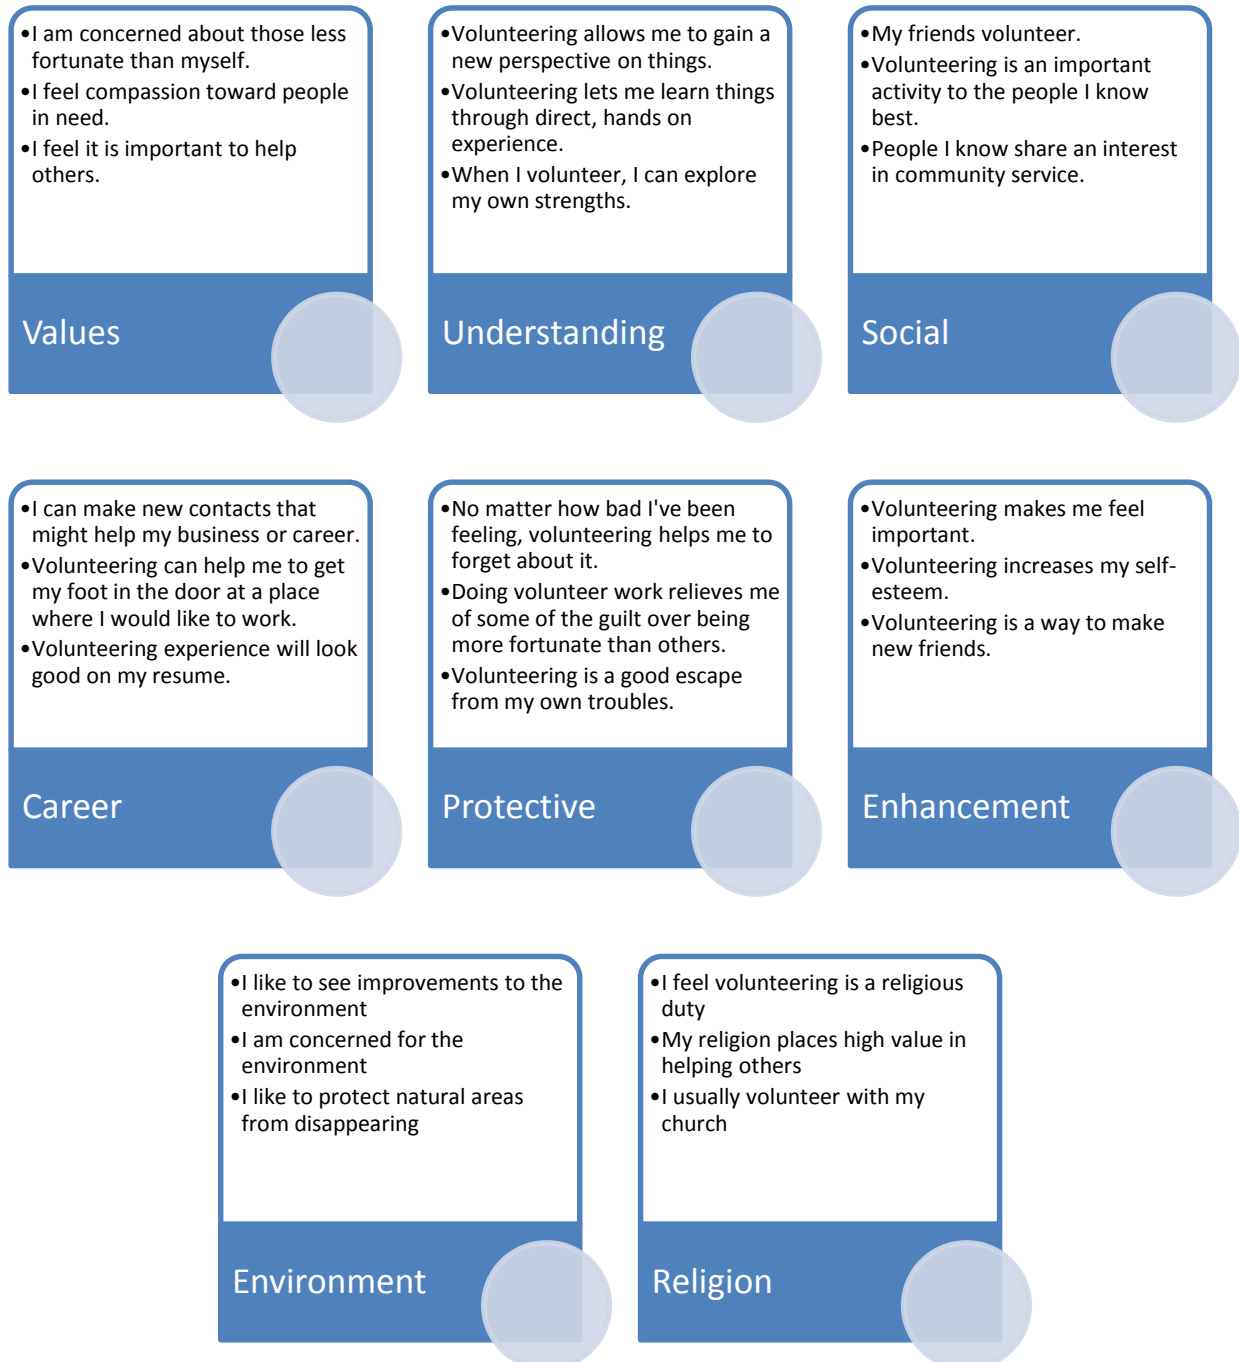 •I am concerned about those less
fortunate than myself.
•I feel compassion toward people
in need.
•I feel it is important to help
others.
Values
•Volunteering allows me to gain a
new perspective on things.
•Volunteering lets me learn things
through direct, hands on
experience.
•When I volunteer, I can explore
my own strengths.
Understanding
•My friends volunteer.
•Volunteering is an important
activity to the people I know
best.
•People I know share an interest
in community service.
Social
•I can make new contacts that
might help my business or career.
•Volunteering can help me to get
my foot in the door at a place
where I would like to work.
•Volunteering experience will look
good on my resume.
Career
•No matter how bad I've been
feeling, volunteering helps me to
forget about it.
•Doing volunteer work relieves me
of some of the guilt over being
more fortunate than others.
•Volunteering is a good escape
from my own troubles.
Protective
•Volunteering makes me feel
important.
•Volunteering increases my self-
esteem.
•Volunteering is a way to make
new friends.
Enhancement
•I like to see improvements to the
environment
•I am concerned for the
environment
•I like to protect natural areas
from disappearing
Environment
•I feel volunteering is a religious
duty
•My religion places high value in
helping others
•I usually volunteer with my
church
Religion